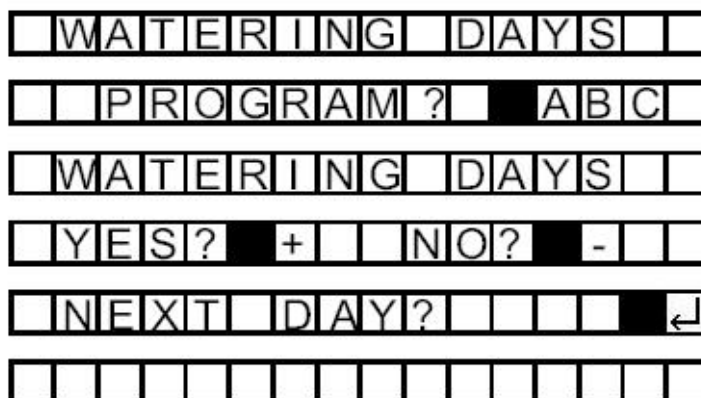 WATERING DAYS
PROGRAM? ABC
WATERING DAYS
YES? + NO? -
NEXT DAY? ↵